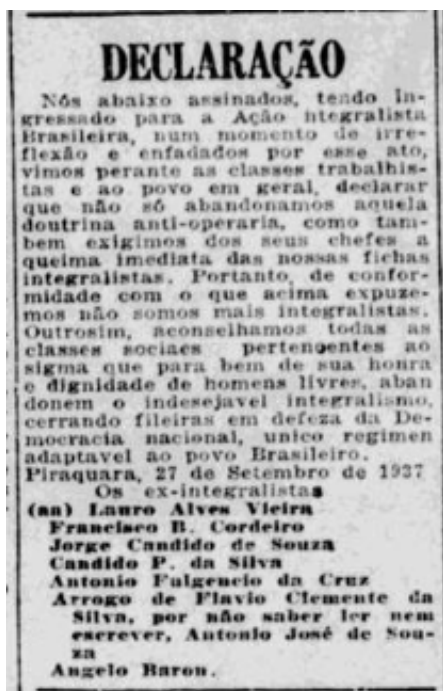 DECLARAÇÃO
Nós abaixo assinados, tendo In-
gressado para a Ação ntegralista
Brasileira, num momento de irre-
flexão e enfadados por esse ato,
vimos perante as classes trabalhis-
tas e ao povo em geral, declarar
que não só abandonamos aquela
doutrina anti-operaria, como tam-
bem exigimos dos seus chefes a
queima imediata das nossas fichas
integralistas. Portanto, de confor-
midade com o que acima expuze-
mos não somos mais integralistas.
Outrosim, aconselhamos todas as
classes sociaes pertencentes ao
sigma que para bem de sua honra
e dignidade de homens livres, aban
donem o indesejavel integralismo,
cerrando fileiras em defeza da De-
mocracia nacional, unico regimen
adaptavel ao povo Brasileiro.
Piraquara, 27 de Setembro de 1937
Os ex-integralistas
(aa) Lauro Alves Vieira
Francisco B. Cordeiro
Jorge Candido de Souza
Candido P. da Silva
Antonio Fulgencio da Cruz
Arrogo de Flavio Clemente da
Silva, por não saber ler nem
escrever, Antonio José de Sou-
za
Angelo Baron.